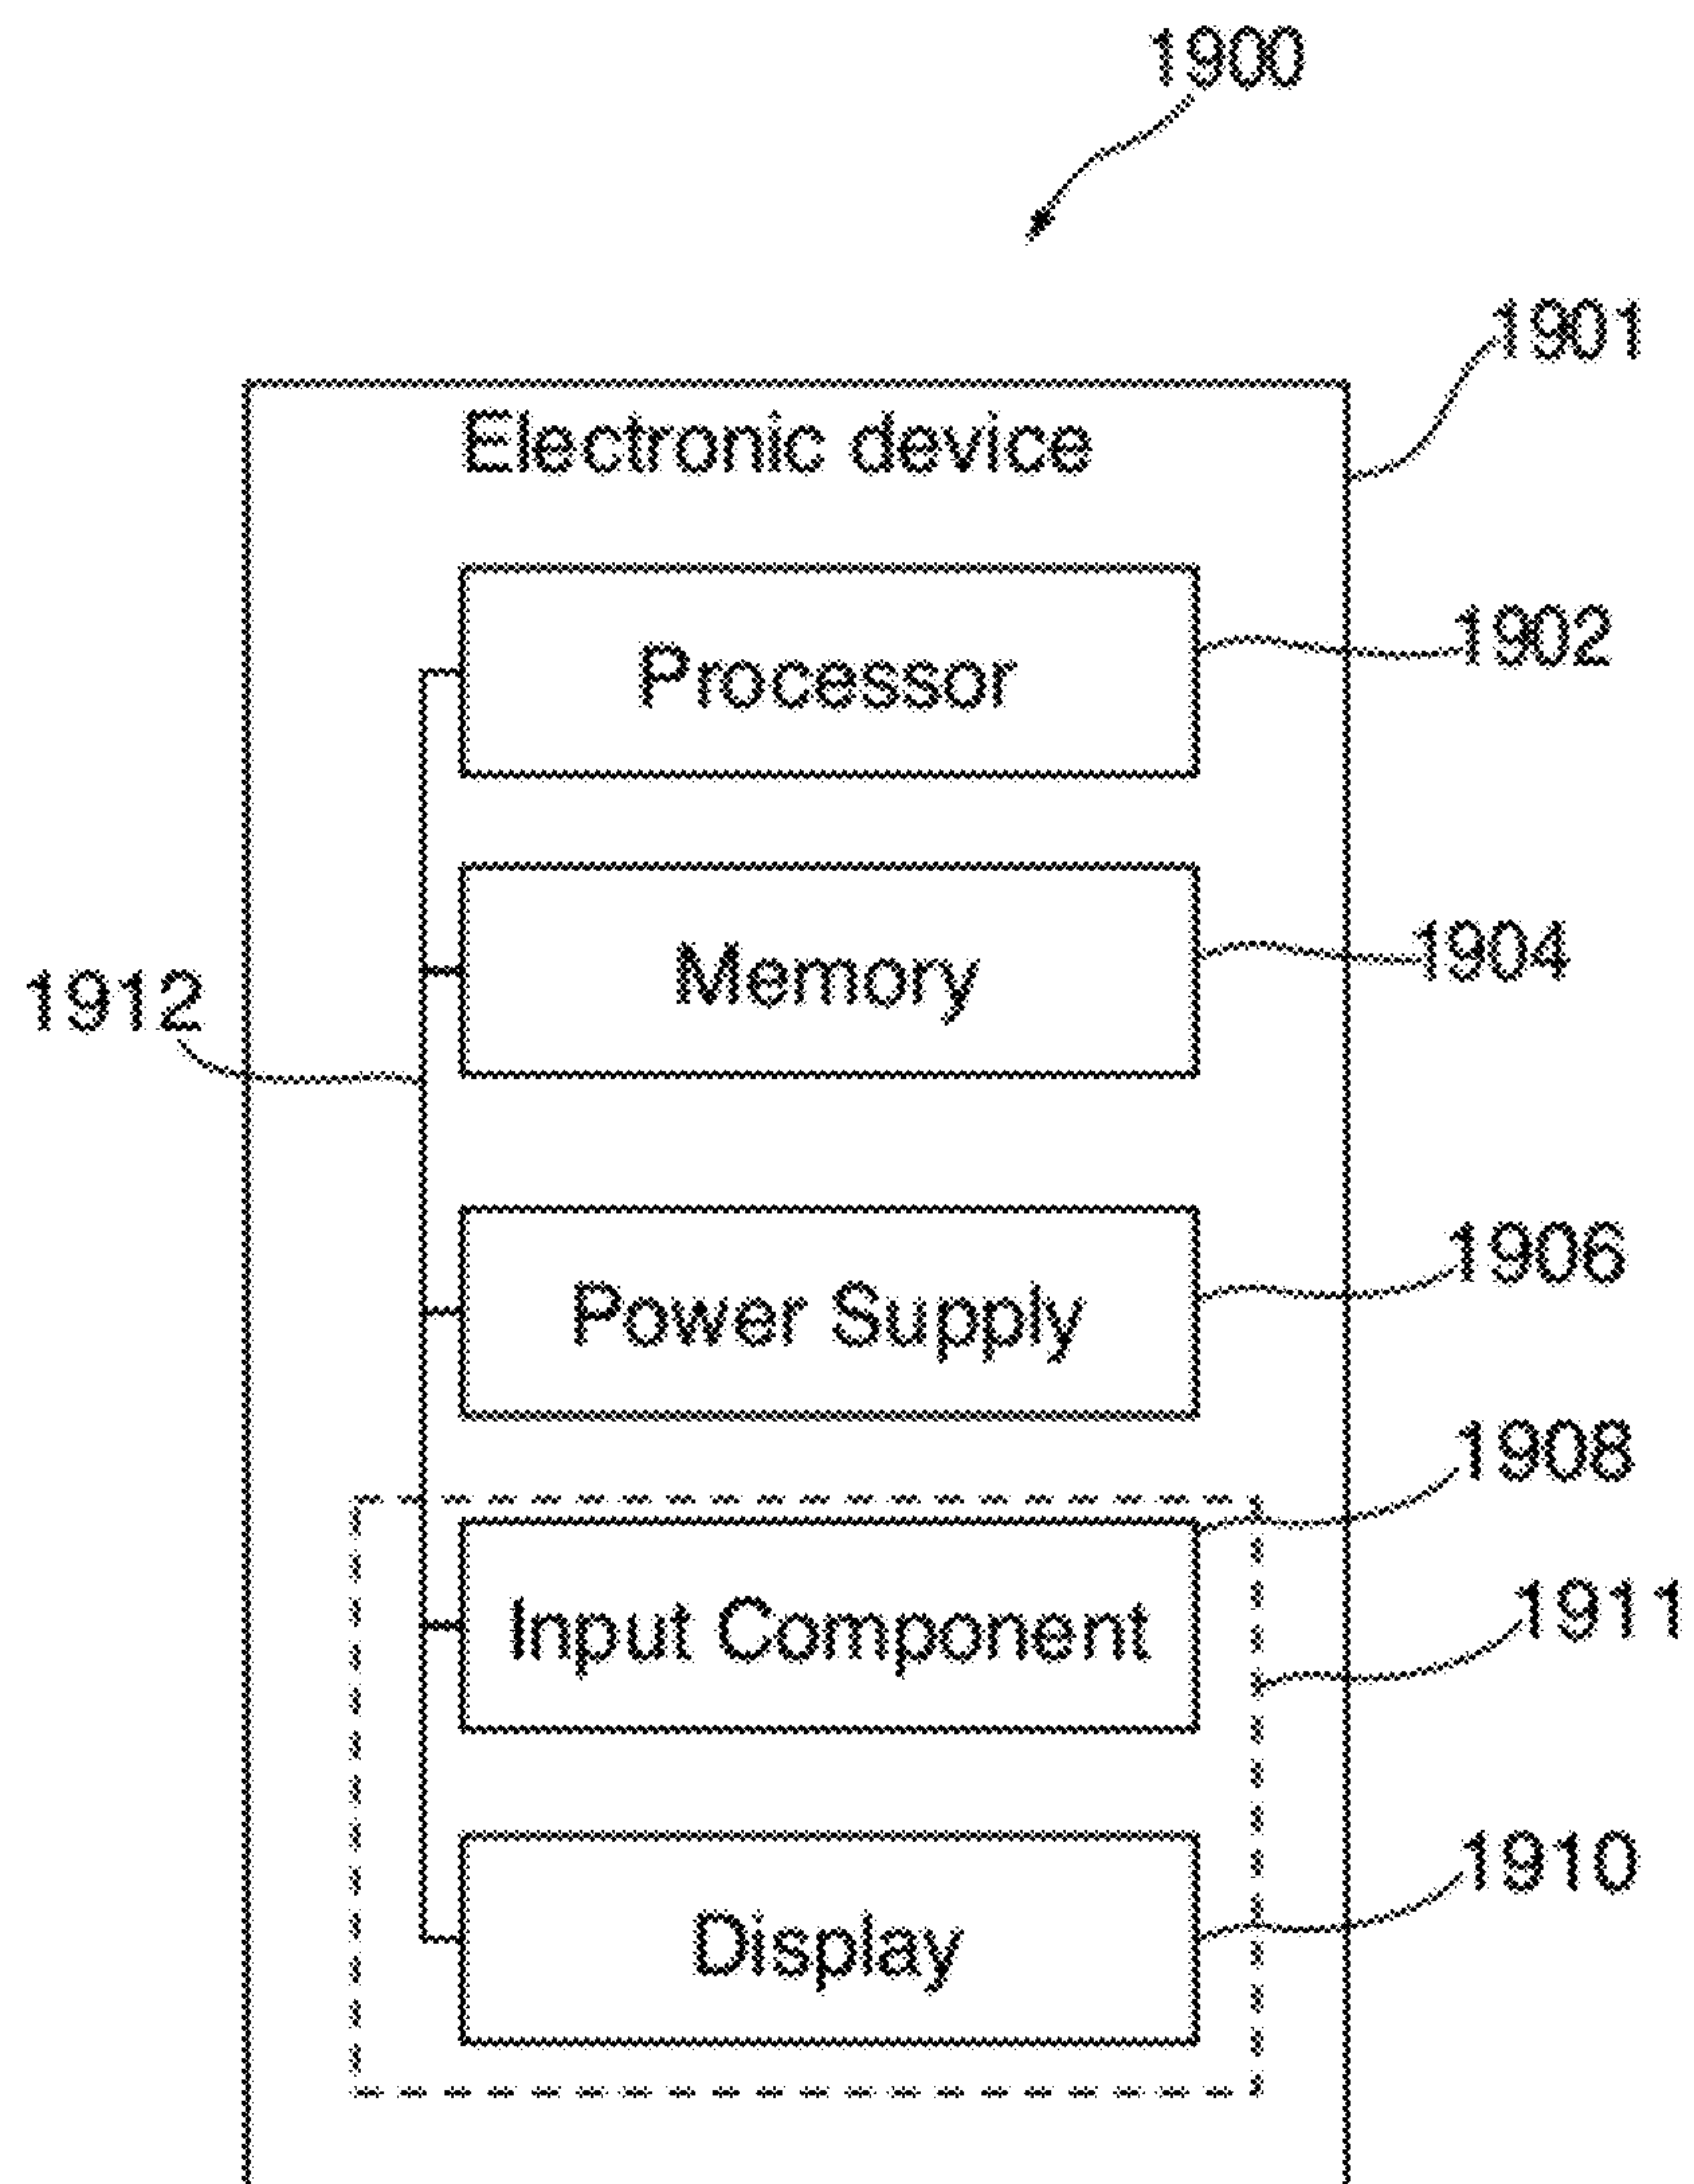 1900
1901
Electronic device
Processor
1902
Memory
1904
1912
Power Supply
1906
1908
Input Component
1911
Display
1910